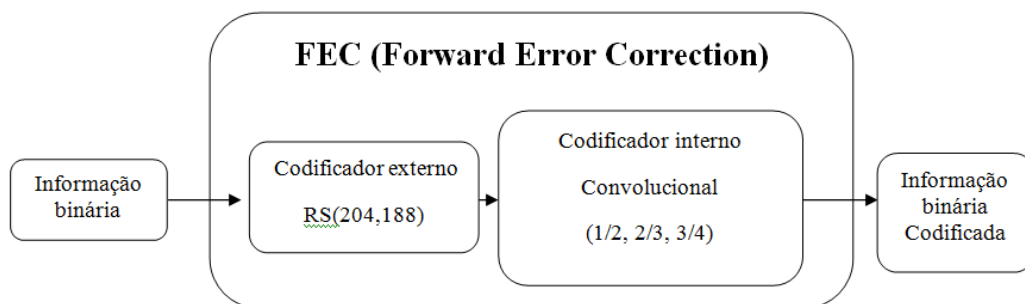 FEC (Forward Error Correction)
Informação
binária
Codificador externo
RS(204,188)
Codificador interno
Convolucional
(1/2, 2/3, 3/4)
Informação
binária
Codificada